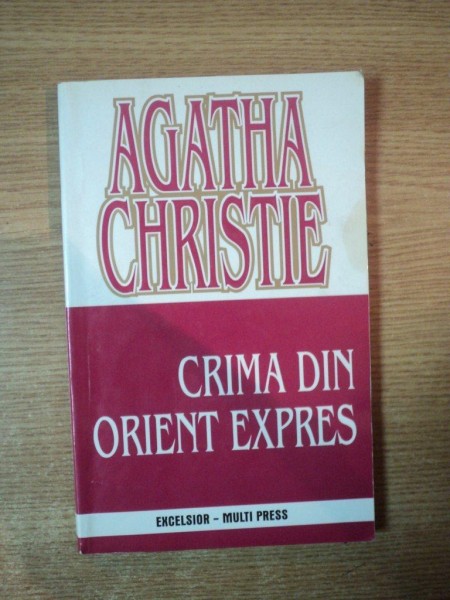 AGATHA
CHRISTIE
CRIMA DIN
ORIENT EXPRES
EXCELSIOR - MULTI PRESS